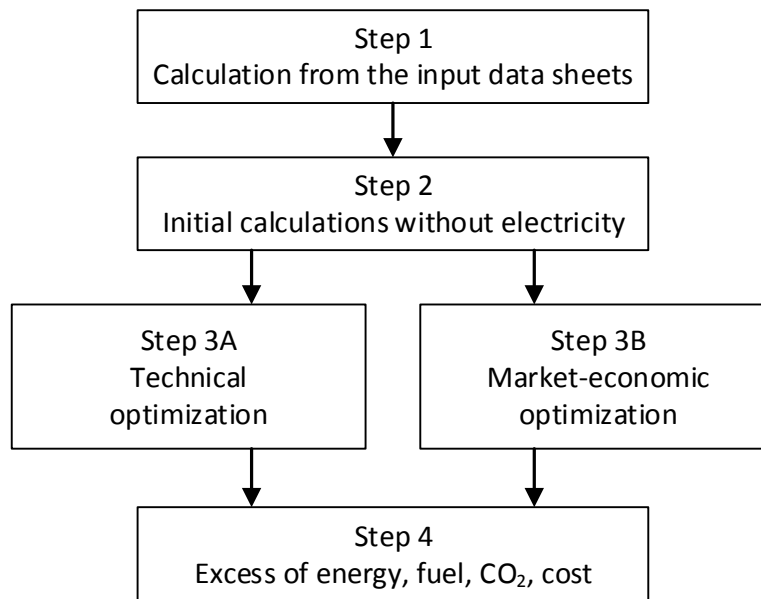 Step 1
Calculation from the input data sheets
Step 2
Initial calculations without electricity
Step 3A
Technical
optimization
Step 3B
Market-economic
optimization
Step 4
Excess of energy, fuel, CO₂, cost